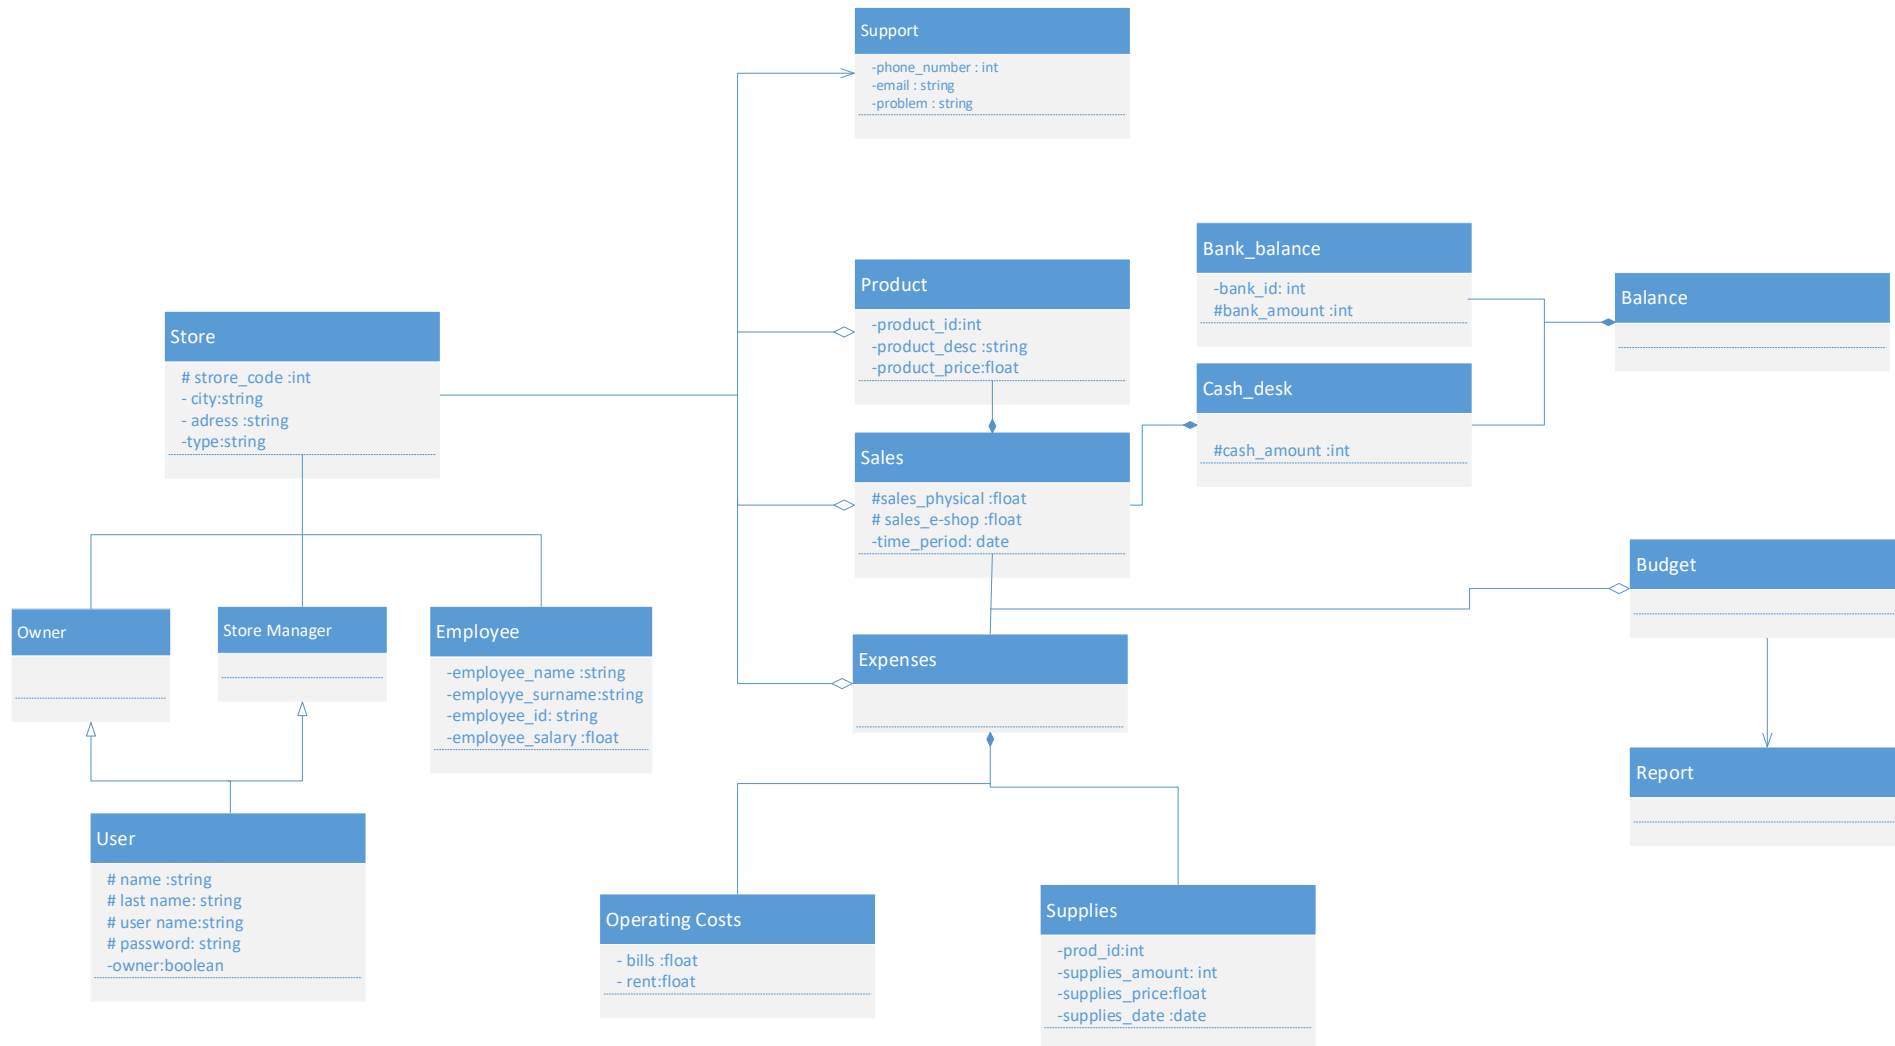 Support
-phone_number : int
-email : string
-problem : string
Product
-product_id:int
-product_desc :string
-product_price:float
Bank_balance
-bank_id: int
#bank_amount :int
Balance
Store
# strore_code :int
- city:string
- adress :string
-type:string
Cash_desk
#cash_amount :int
Sales
#sales_physical :float
# sales_e-shop :float
-time_period: date
Budget
Owner
Store Manager
Employee
-employee_name :string
-employye_surname:string
-employee_id: string
-employee_salary :float
Expenses
Report
User
# name :string
# last name: string
# user name:string
# password: string
-owner:boolean
Operating Costs
- bills :float
- rent:float
Supplies
-prod_id:int
-supplies_amount: int
-supplies_price:float
-supplies_date :date